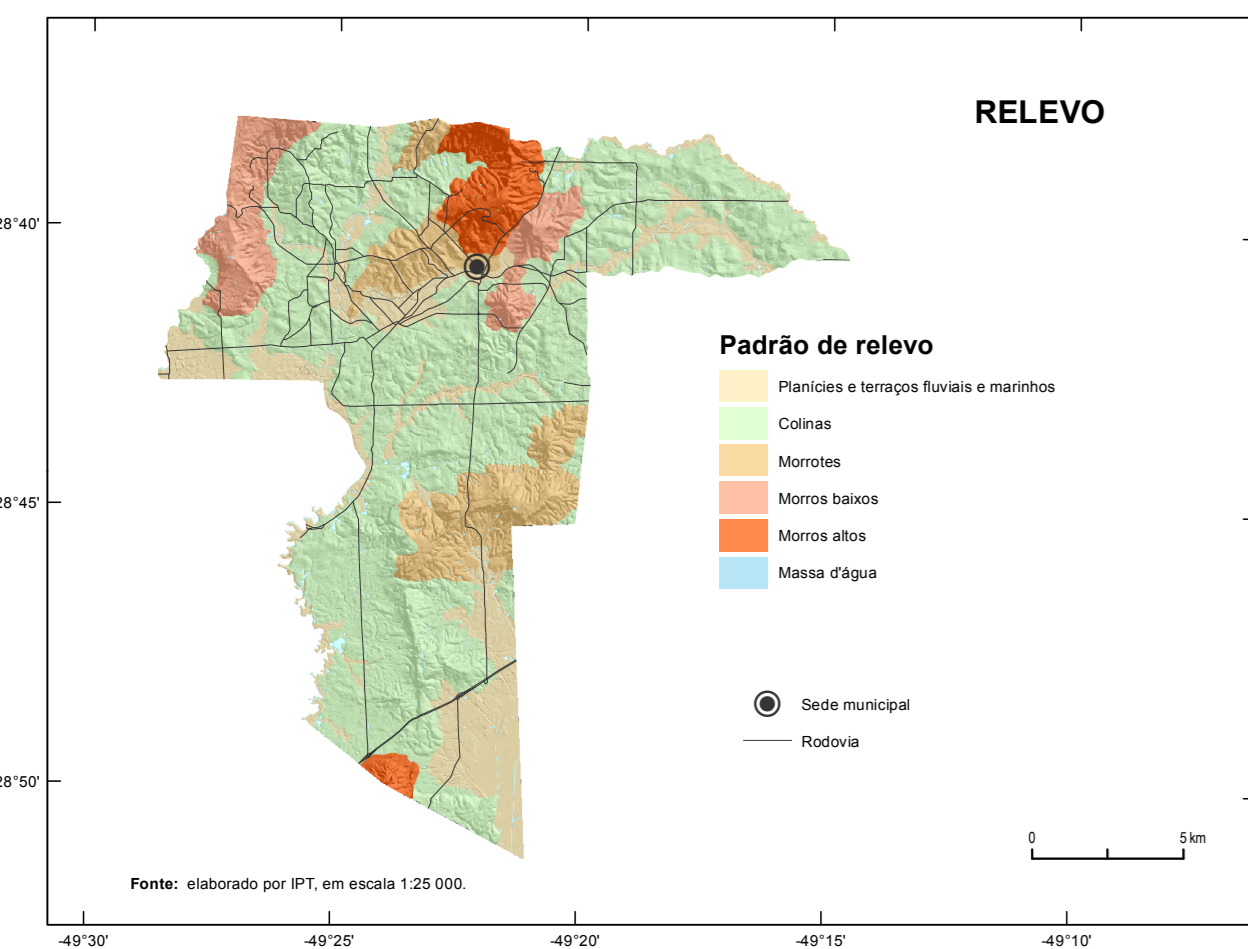 RELEVO
28°40'
28°45'
28°50'
Padrão de relevo
Planícies e terraços fluviais e marinhos
Colinas
Morrotes
Morros baixos
Morros altos
Massa d'água
Sede municipal
Rodovia
0 5 km
Fonte: elaborado por IPT, em escala 1:25 000.
-49°30' -49°25' -49°20' -49°15' -49°10'